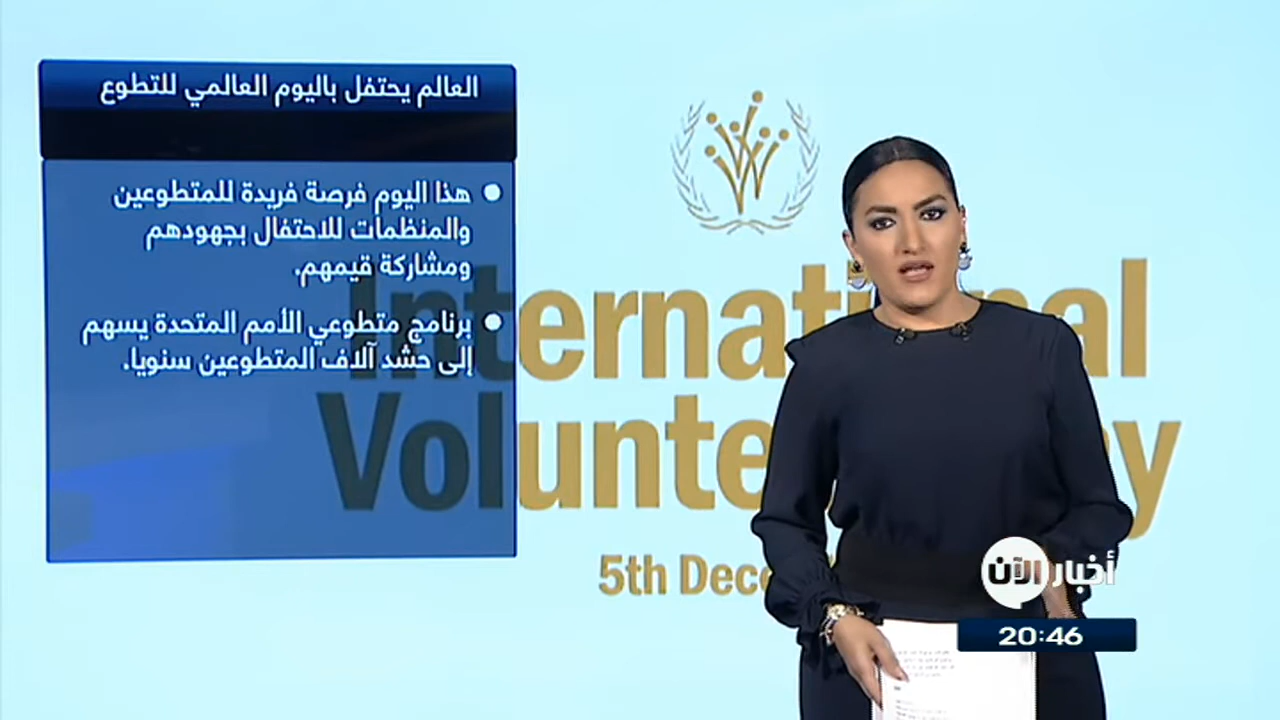 العالم يحتفل باليوم العالمي للتطوع
● هذا اليوم فرصة فريدة للمتطوعين
والمنظمات للاحتفال بجهودهم
ومشاركة قيمهم.
● برنامج متطوعي الأمم المتحدة يسهم
إلى حشد آلاف المتطوعين سنويا.
International
Volunte
y
5th Dece
أخبار الآن
20:46